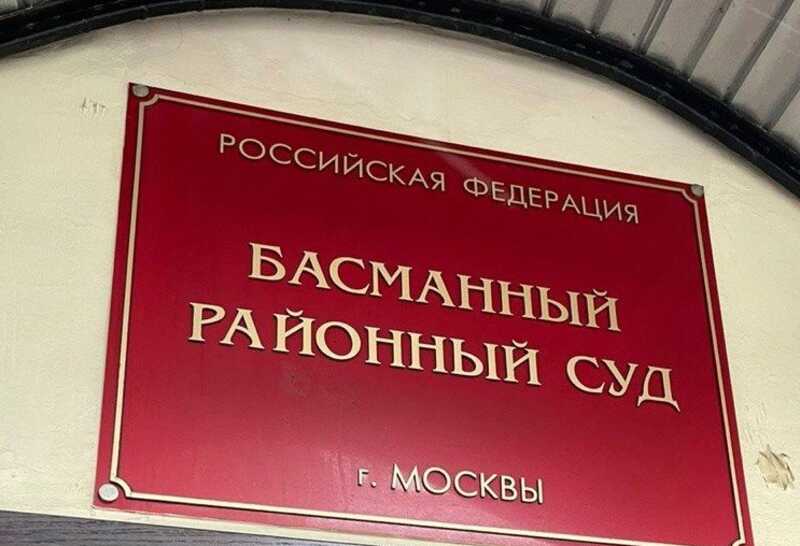 РОССИЙСКАЯ ФЕДЕРАЦИЯ
БАСМАННЫЙ
РАЙОННЫЙ СУД
г. МОСКВЫ